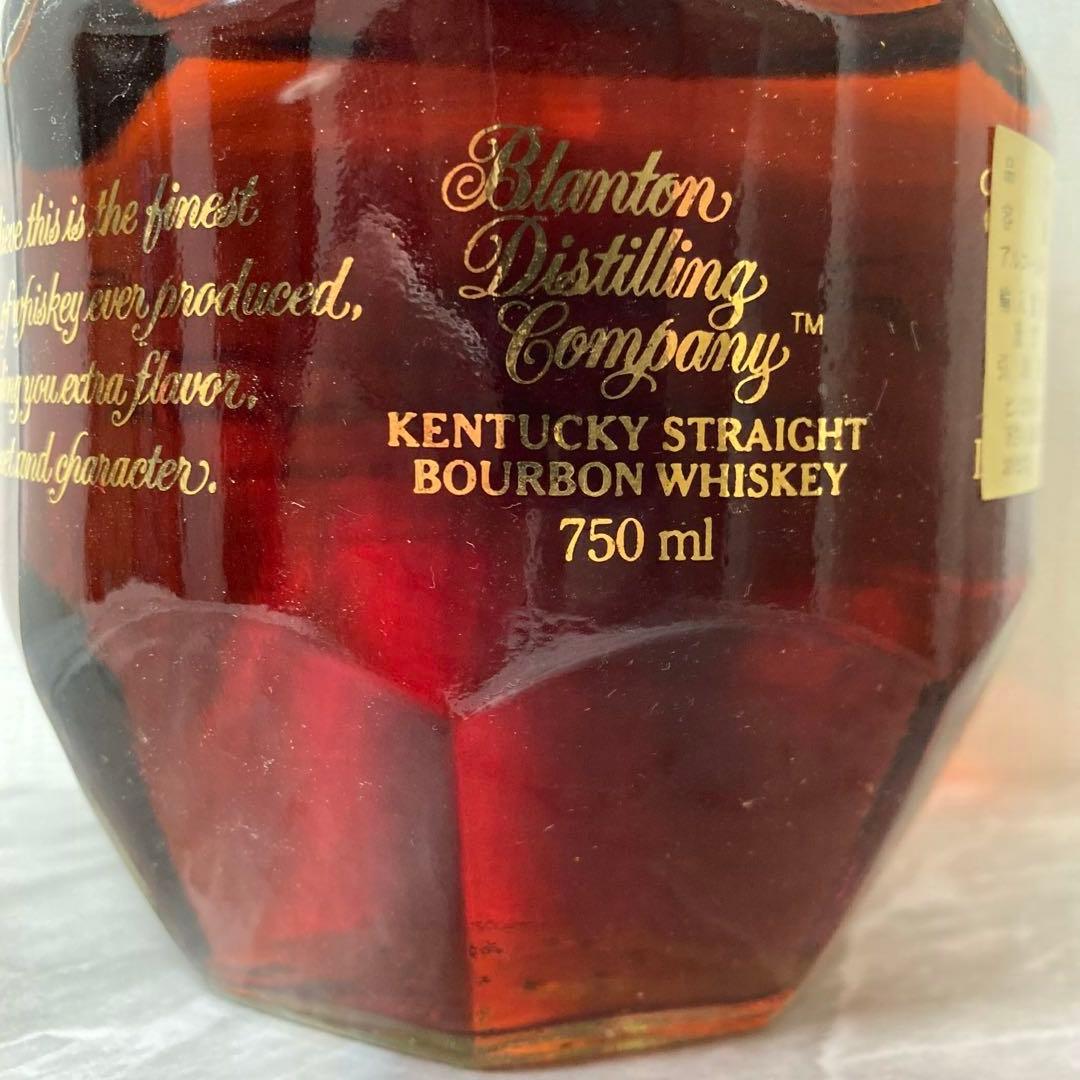 this is the finest
whiskey ever produced,
you extra flavor,
and character.
Blanton
Distilling
Company™
KENTUCKY STRAIGHT
BOURBON WHISKEY
750 ml